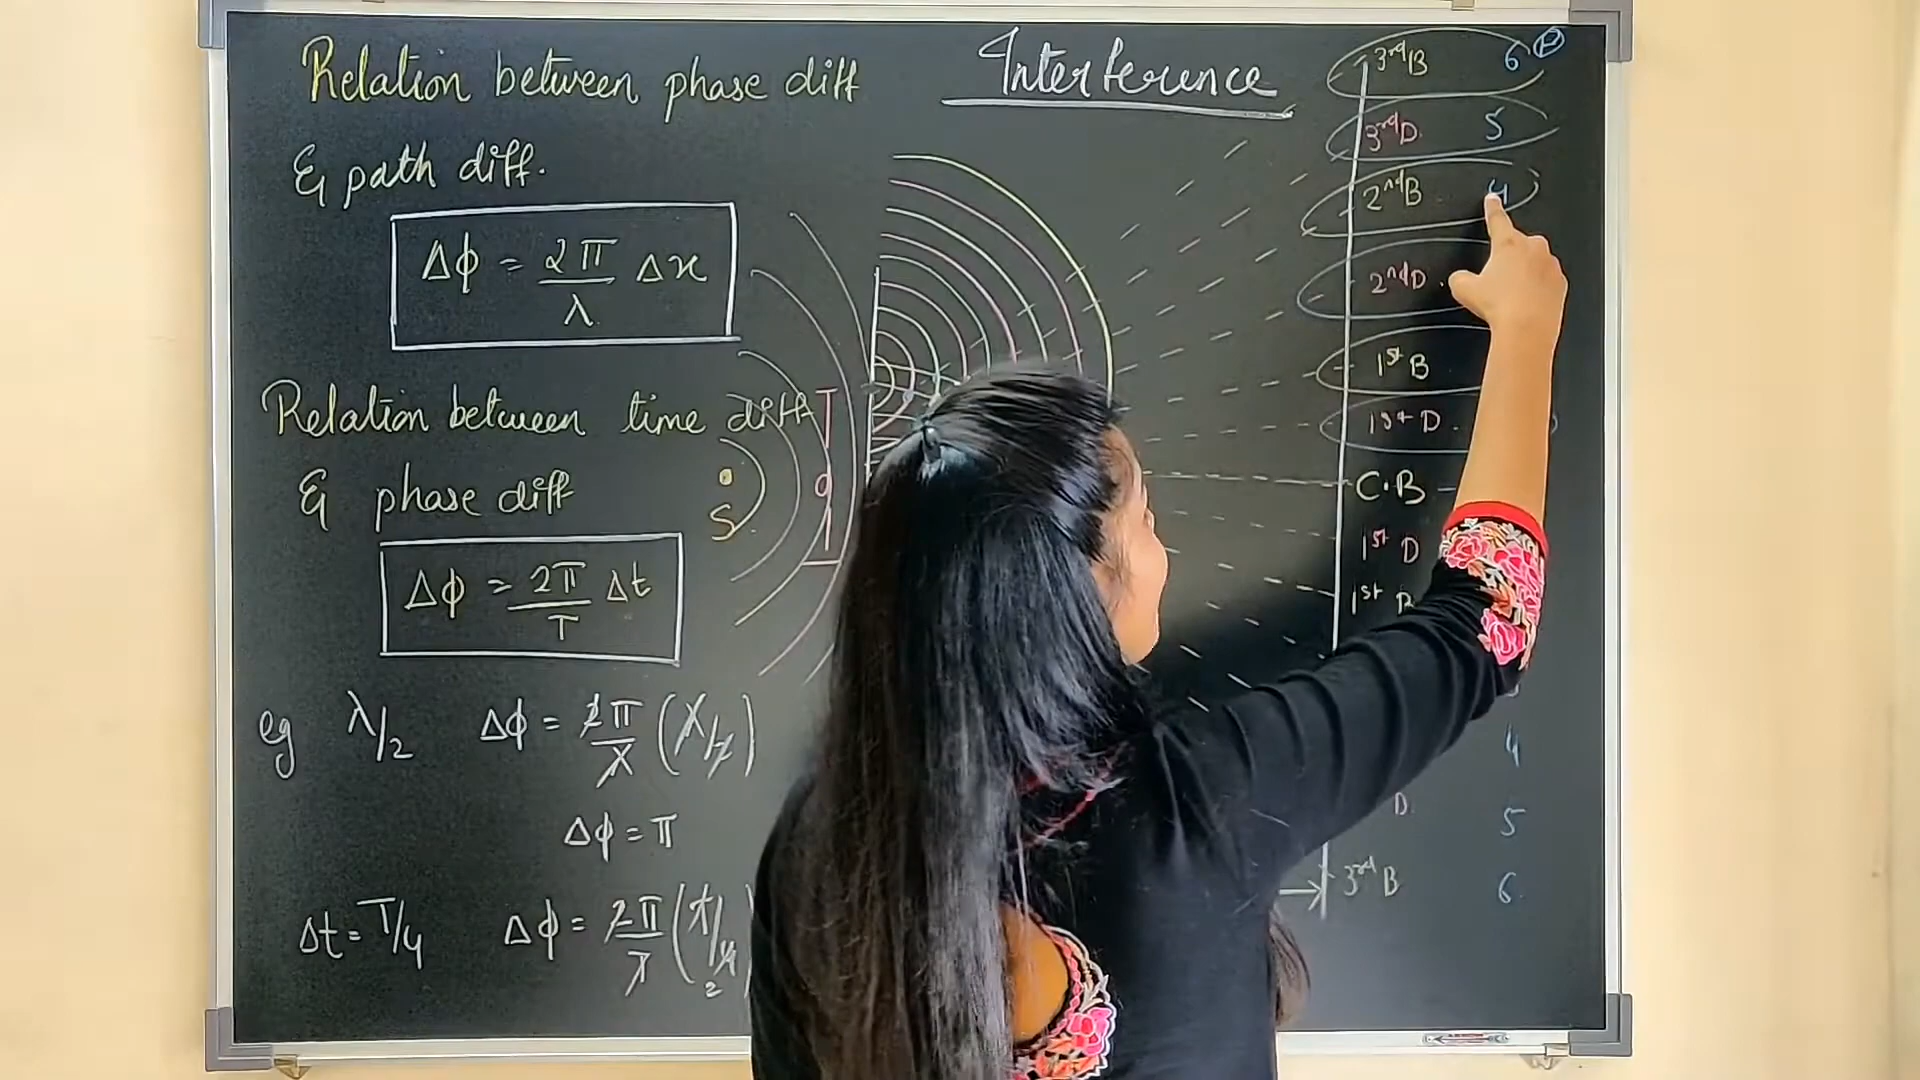 Relation between phase diff
& path diff.
Δϕ = 2π/λ Δx
Relation between time diff
& phase diff
Δϕ = 2π/T Δt
eg λ/2 Δϕ = 2π/λ (λ/2)
Δϕ = π
Δt = T/4 Δϕ = 2π/T (T/4
2
Interference
S
d
3rd B 6
3rd D. 5
2nd B 4
2nd D.
1st B
1st D.
C.B
1st D
1st B
4
D. 5
3rd B 6.